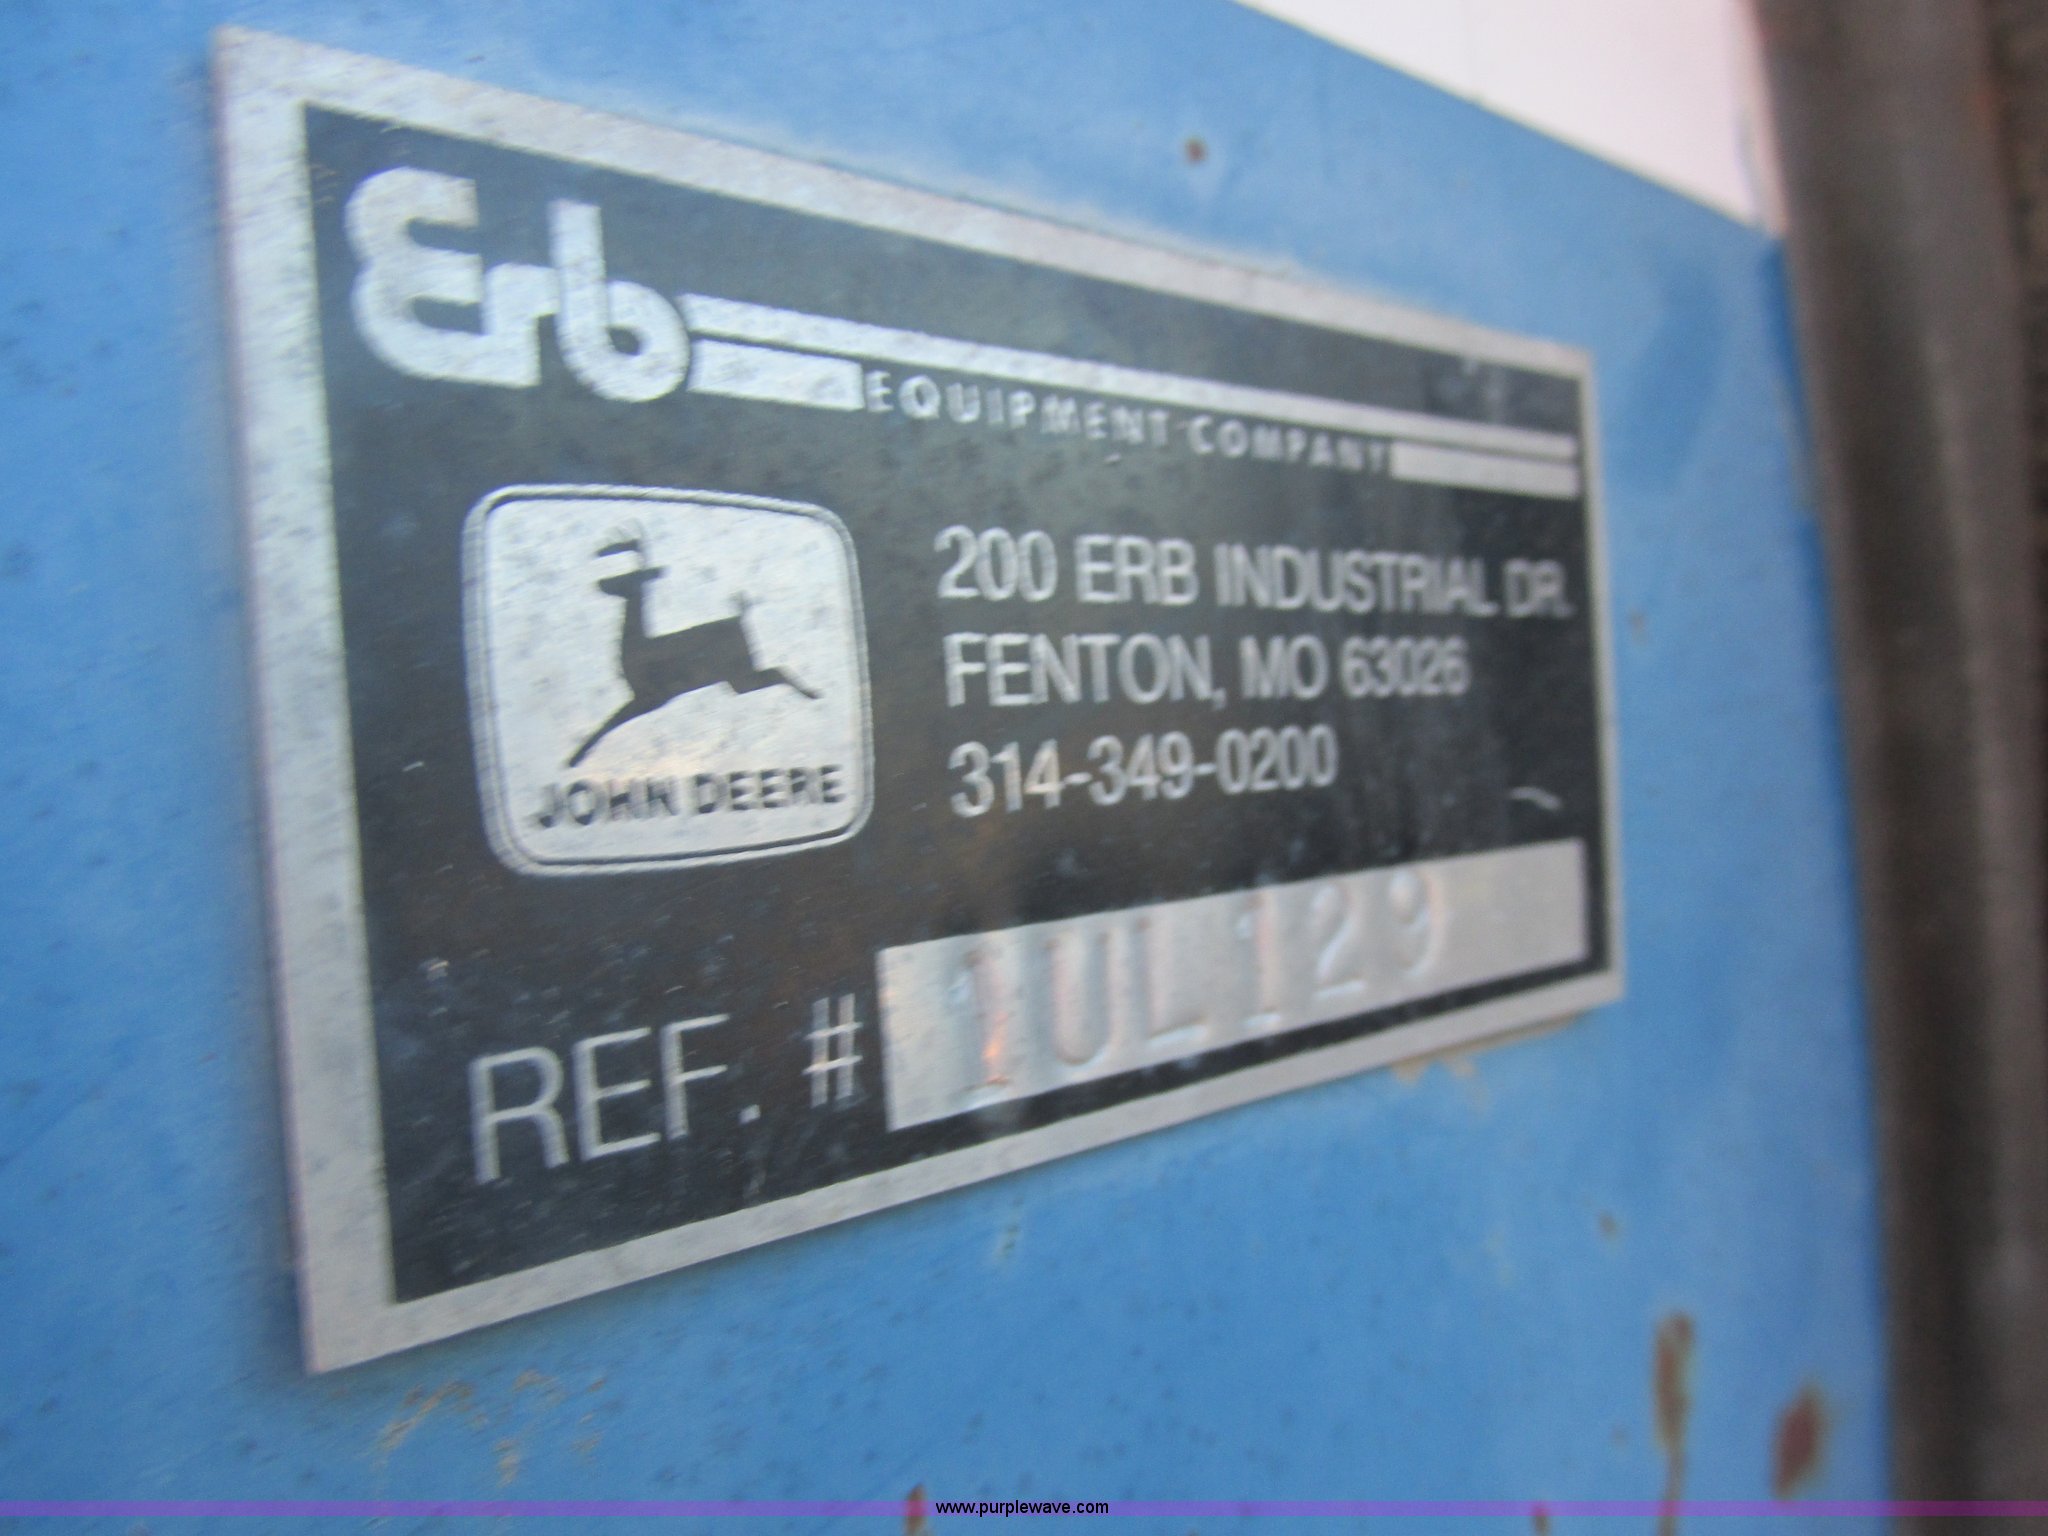 Erb
EQUIPMENT COMPANY
JOHN DEERE
200 ERB INDUSTRIAL DR.
FENTON, MO 63026
314-349-0200
REF. # 1UL129
www.purplewave.com